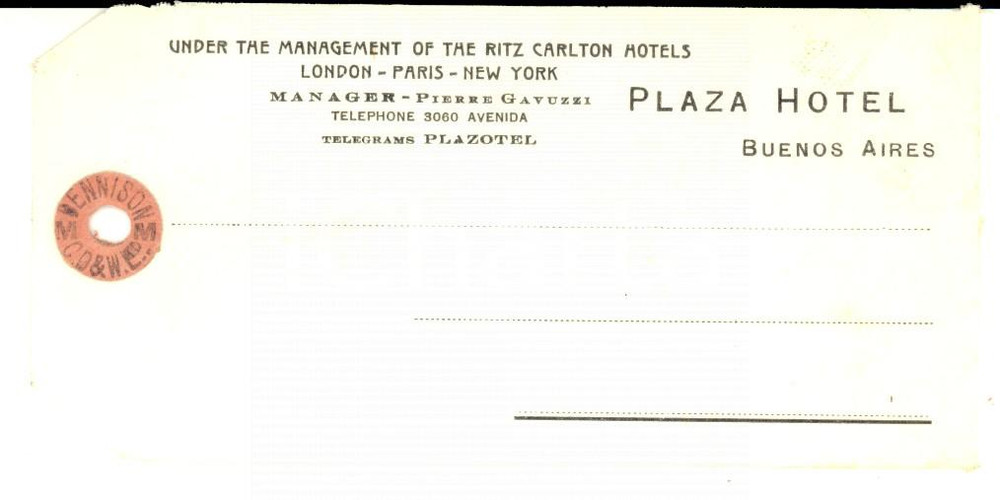 UNDER THE MANAGEMENT OF THE RITZ CARLTON HOTELS
LONDON - PARIS - NEW YORK
MANAGER - PIERRE GAVUZZI
TELEPHONE 3060 AVENIDA
TELEGRAMS PLAZOTEL
PLAZA HOTEL
BUENOS AIRES
DENNISON
M M
C.D & W. LTD